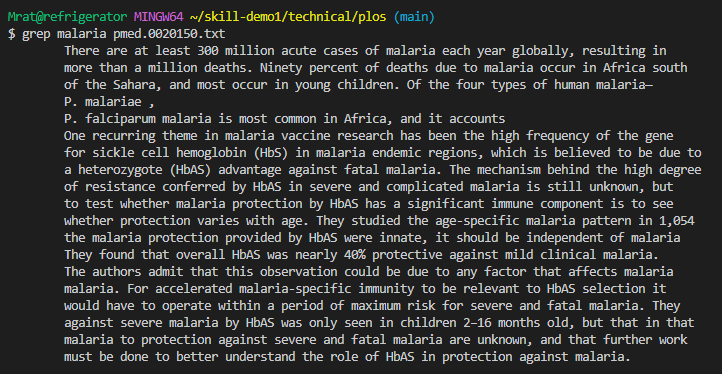 Mrat@refrigerator MINGW64 ~/skill-demo1/technical/plos (main)
$ grep malaria pmed.0020150.txt
There are at least 300 million acute cases of malaria each year globally, resulting in
more than a million deaths. Ninety percent of deaths due to malaria occur in Africa south
of the Sahara, and most occur in young children. Of the four types of human malaria—
P. malariae ,
P. falciparum malaria is most common in Africa, and it accounts
One recurring theme in malaria vaccine research has been the high frequency of the gene
for sickle cell hemoglobin (HbS) in malaria endemic regions, which is believed to be due to
a heterozygote (HbAS) advantage against fatal malaria. The mechanism behind the high degree
of resistance conferred by HbAS in severe and complicated malaria is still unknown, but
to test whether malaria protection by HbAS has a significant immune component is to see
whether protection varies with age. They studied the age-specific malaria pattern in 1,054
the malaria protection provided by HbAS were innate, it should be independent of malaria
They found that overall HbAS was nearly 40% protective against mild clinical malaria.
The authors admit that this observation could be due to any factor that affects malaria
malaria. For accelerated malaria-specific immunity to be relevant to HbAS selection it
would have to operate within a period of maximum risk for severe and fatal malaria. They
against severe malaria by HbAS was only seen in children 2–16 months old, but that in that
malaria to protection against severe and fatal malaria are unknown, and that further work
must be done to better understand the role of HbAS in protection against malaria.